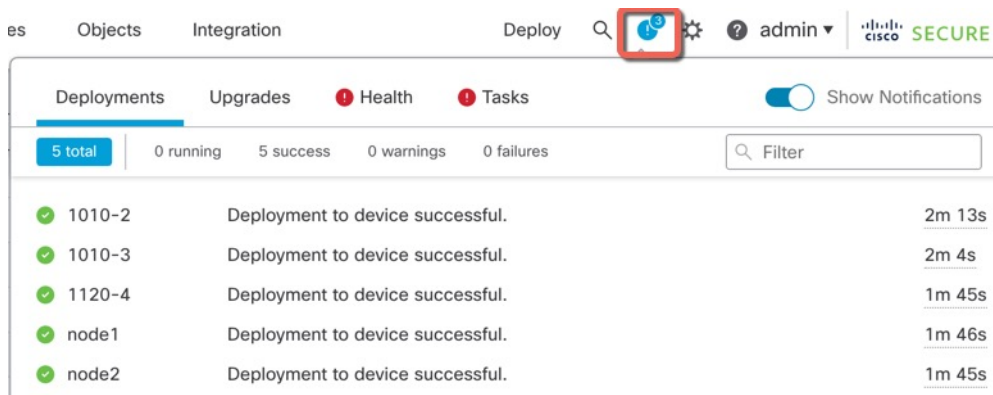 es Objects Integration Deploy 3 admin cisco SECURE
Deployments Upgrades Health Tasks Show Notifications
5 total 0 running 5 success 0 warnings 0 failures Filter
1010-2 Deployment to device successful. 2m 13s
1010-3 Deployment to device successful. 2m 4s
1120-4 Deployment to device successful. 1m 45s
node1 Deployment to device successful. 1m 46s
node2 Deployment to device successful. 1m 45s